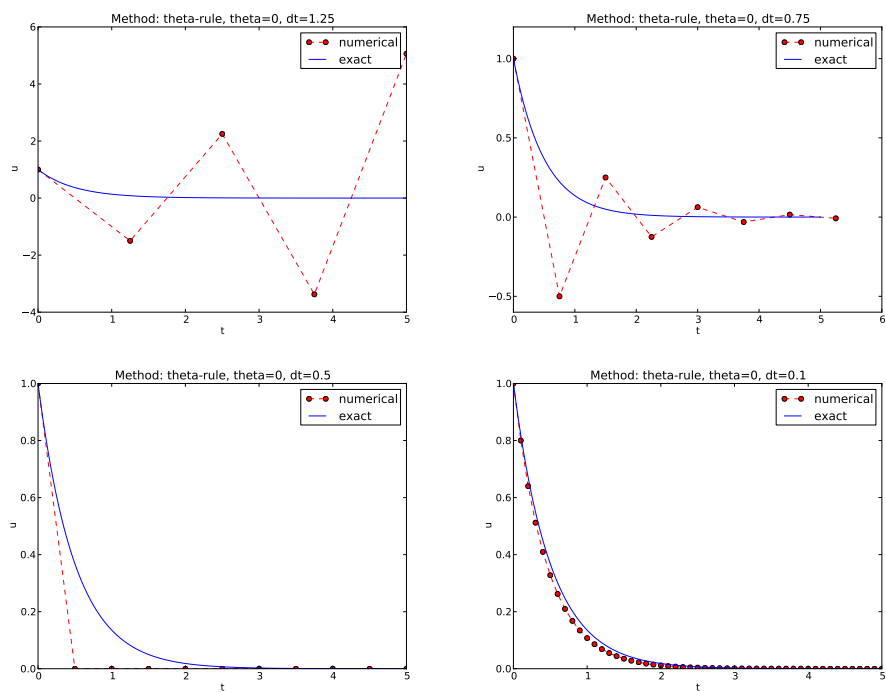 Method: theta-rule, theta=0, dt=1.25
6
4
2
0
−2
−4
u
0 1 2 3 4 5
t
numerical
exact
Method: theta-rule, theta=0, dt=0.75
1.0
0.5
0.0
−0.5
u
0 1 2 3 4 5 6
t
numerical
exact
Method: theta-rule, theta=0, dt=0.5
1.0
0.8
0.6
0.4
0.2
0.0
u
0 1 2 3 4 5
t
numerical
exact
Method: theta-rule, theta=0, dt=0.1
1.0
0.8
0.6
0.4
0.2
0.0
u
0 1 2 3 4 5
t
numerical
exact